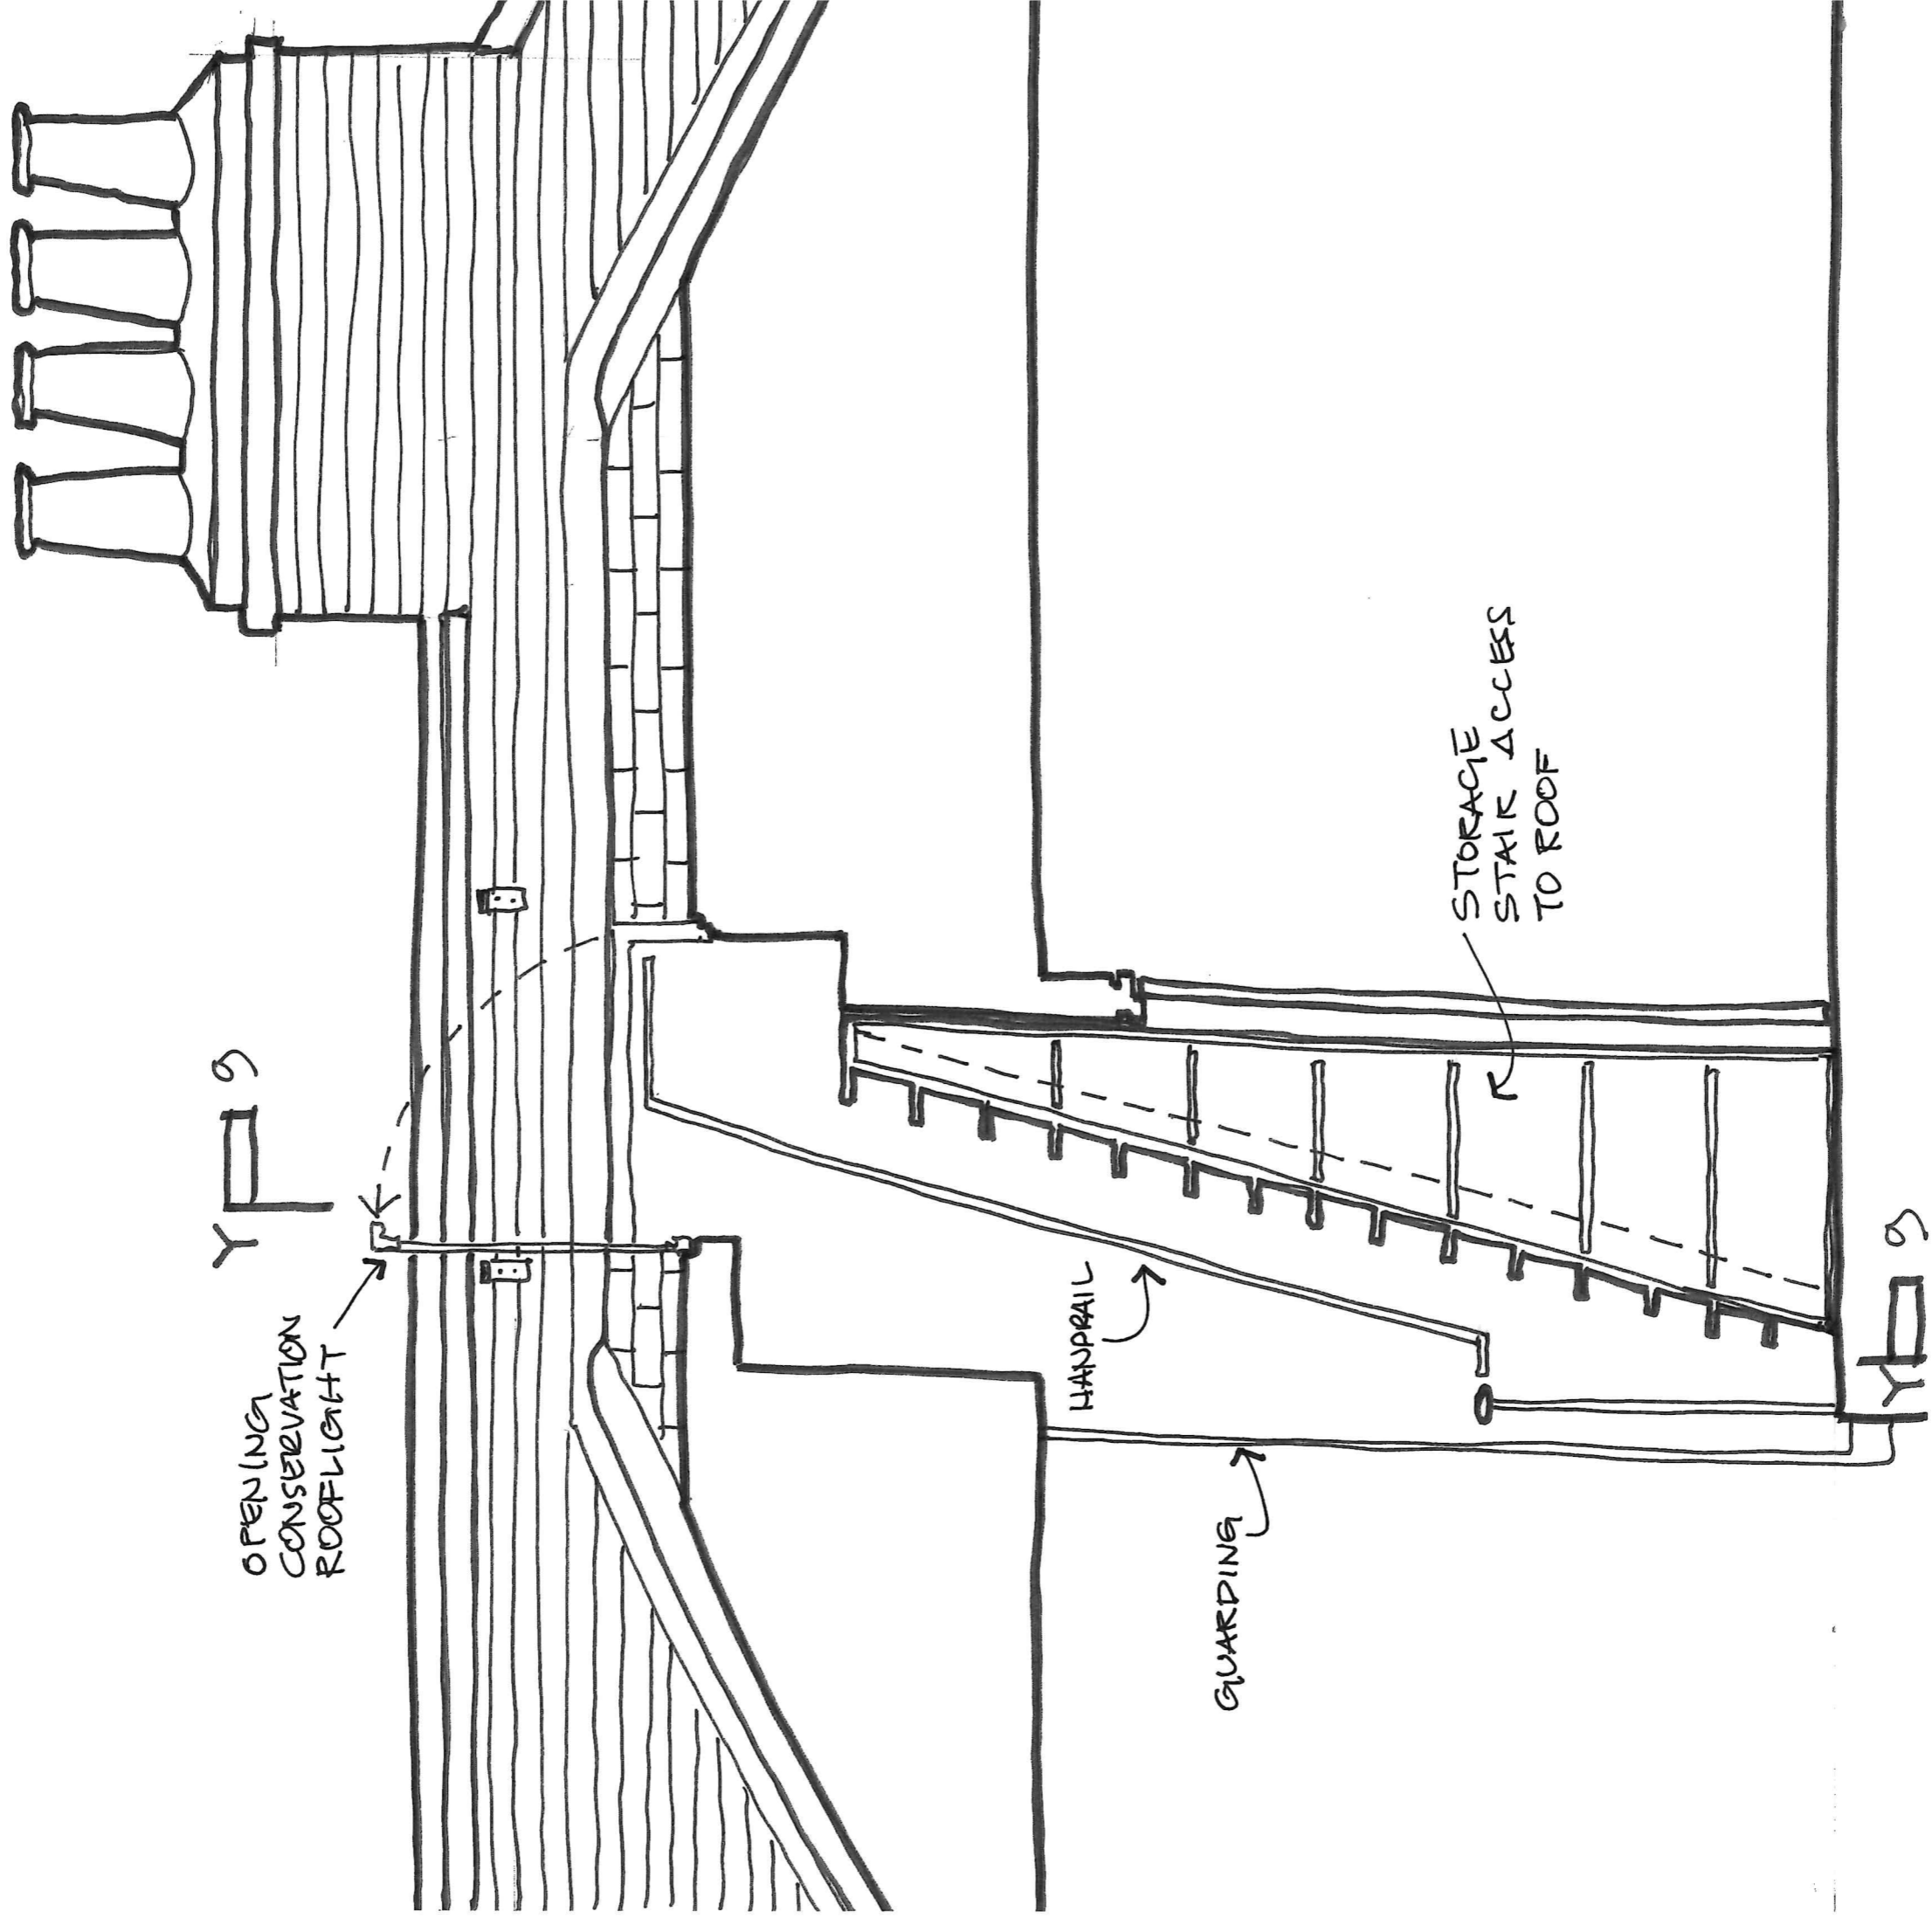 OPENING
CONSERVATION
ROOFLIGHT
Y
9
STORAGE
STAIR ACCESS
TO ROOF
HANDRAIL
GUARDING
Y
9